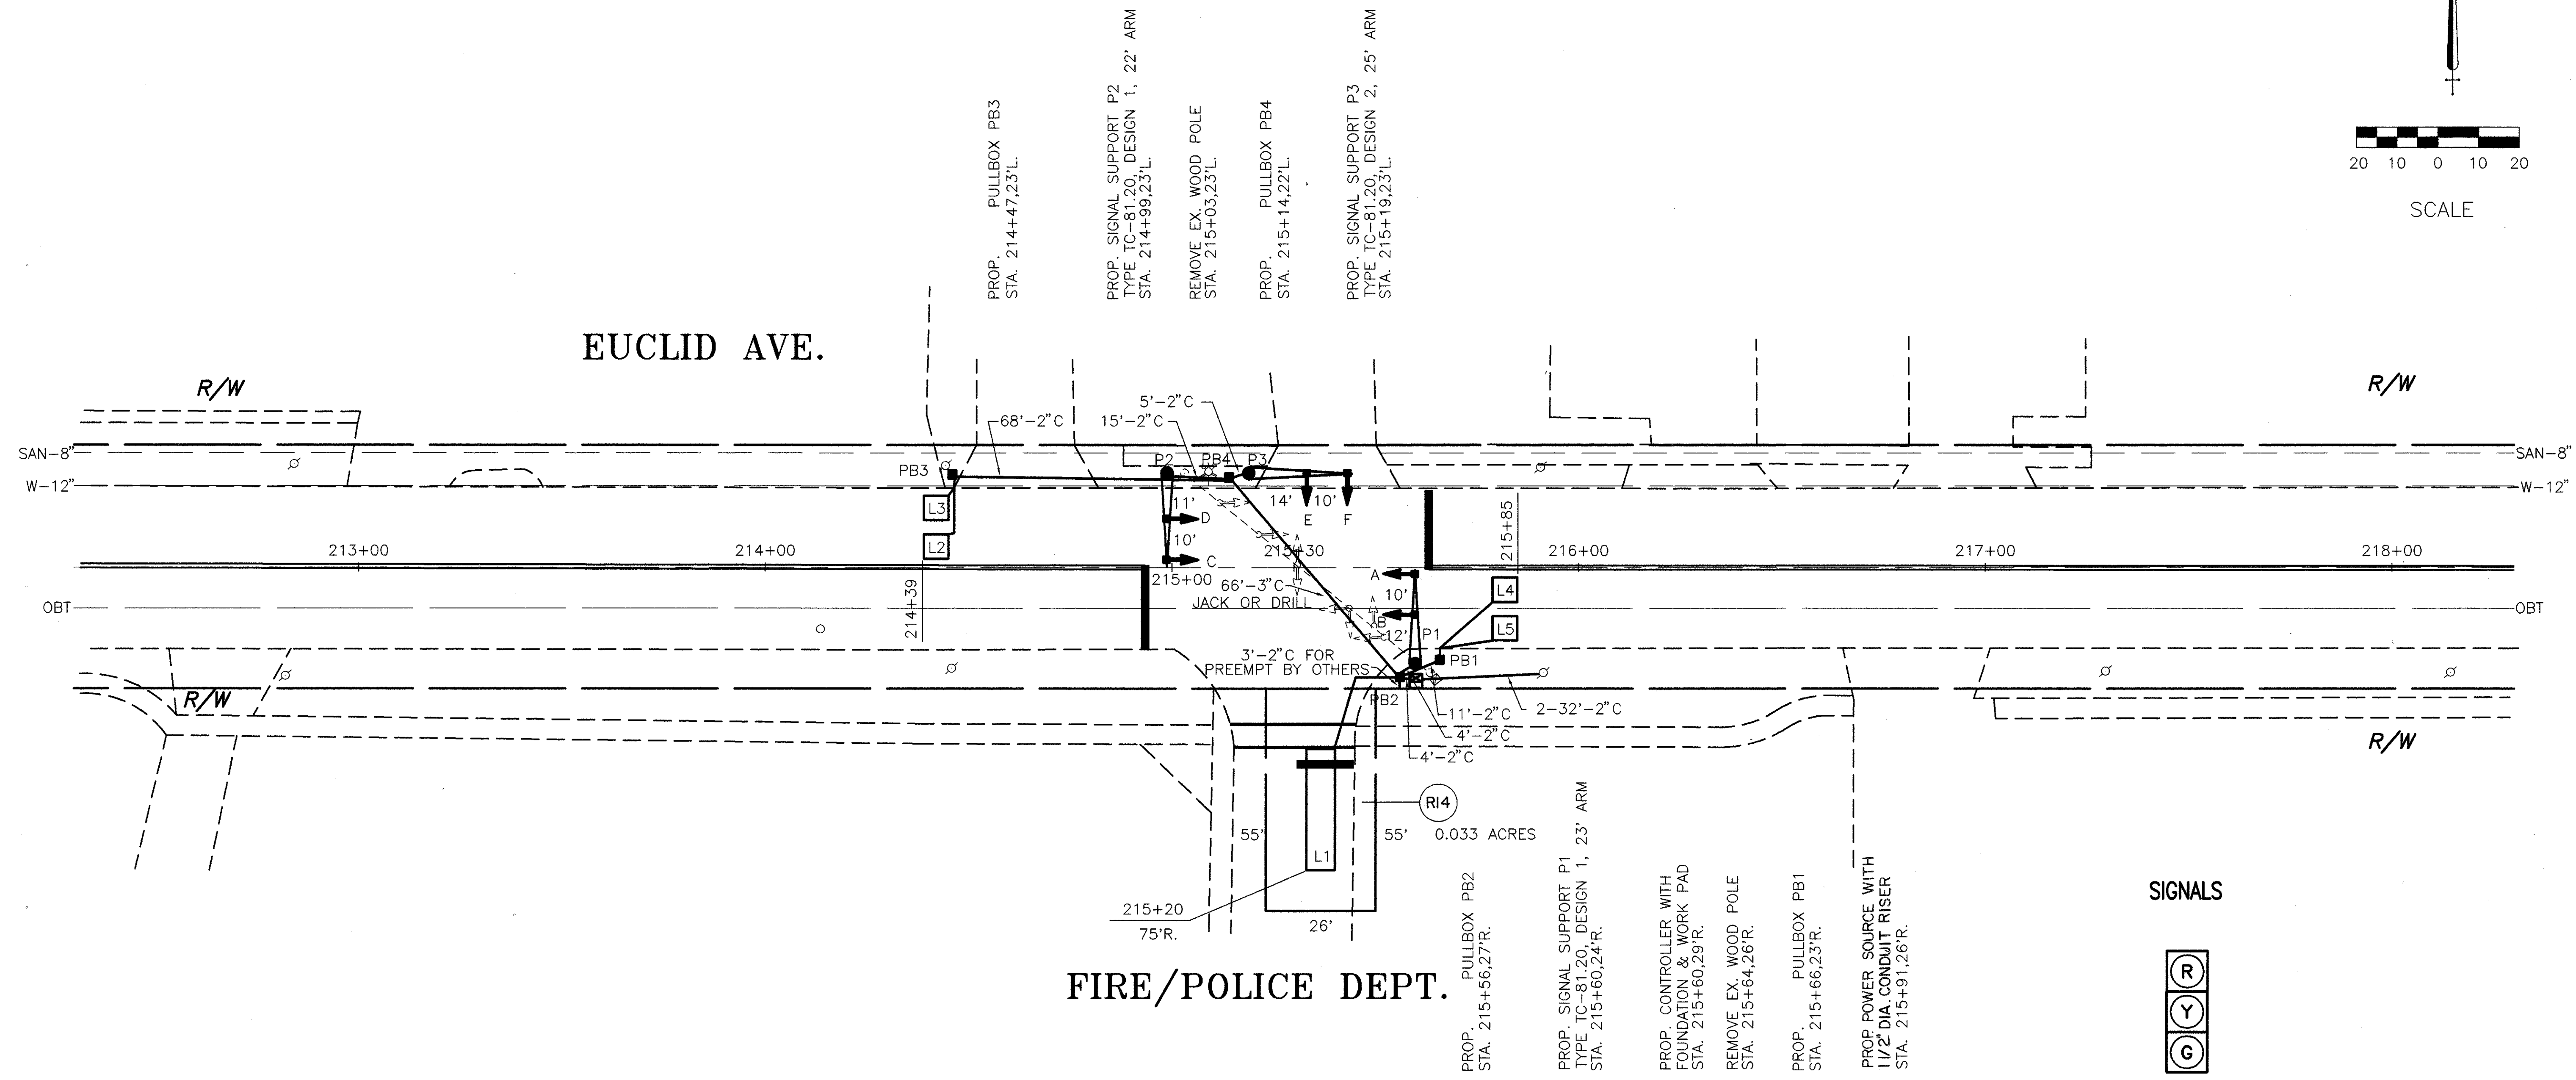 PROP. PULLBOX PB3
STA. 214+47,23'L.
PROP. SIGNAL SUPPORT P2
TYPE TC-81.20, DESIGN 1, 22' ARM
STA. 214+99,23'L.
REMOVE EX. WOOD POLE
STA. 215+03,23'L.
PROP. PULLBOX PB4
STA. 215+14,22'L.
PROP. SIGNAL SUPPORT P3
TYPE TC-81.20, DESIGN 2, 25' ARM
STA. 215+19,23'L.
20 10 0 10 20
SCALE
EUCLID AVE.
R/W
R/W
5'-2"C
68'-2"C
15'-2"C
SAN-8"
PB3
P2
PB4
P3
SAN-8"
W-12"
W-12"
L3
11'
D
14'
10'
E
F
L2
10'
C
213+00
214+00
215+00
215+30
215+85
216+00
217+00
218+00
214+39
A
10'
66'-3"C
JACK OR DRILL
B
12'
P1
L4
L5
OBT
OBT
3'-2"C FOR
PREEMPT BY OTHERS
PB1
PB2
R/W
11'-2"C
2-32'-2"C
4'-2"C
4'-2"C
R/W
R14
55'
55'
0.033 ACRES
L1
215+20
75'R.
26'
FIRE/POLICE DEPT.
PROP. PULLBOX PB2
STA. 215+56,27'R.
PROP. SIGNAL SUPPORT P1
TYPE TC-81.20, DESIGN 1, 23' ARM
STA. 215+60,24'R.
PROP. CONTROLLER WITH
FOUNDATION & WORK PAD
STA. 215+60,29'R.
REMOVE EX. WOOD POLE
STA. 215+64,26'R.
PROP. PULLBOX PB1
STA. 215+66,23'R.
PROP. POWER SOURCE WITH
1 1/2" DIA. CONDUIT RISER
STA. 215+91,26'R.
SIGNALS
R
Y
G